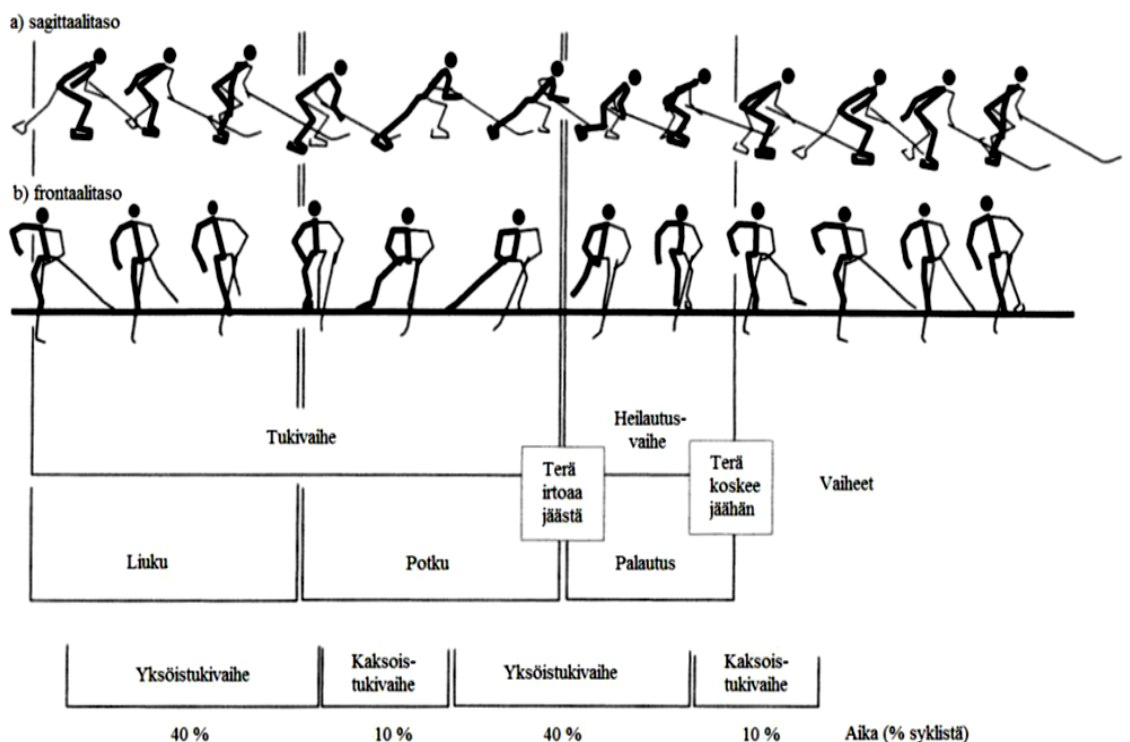 a) sagittaalitaso
b) frontaalitaso
Tukivaihe
Heilautus-
vaihe
Terä
irtoaa
jäästä
Terä
koskee
jäähän
Vaiheet
Liuku
Potku
Palautus
Yksöistukivaihe
Kaksois-
tukivaihe
Yksöistukivaihe
Kaksois-
tukivaihe
40 %
10 %
40 %
10 %
Aika (% syklistä)